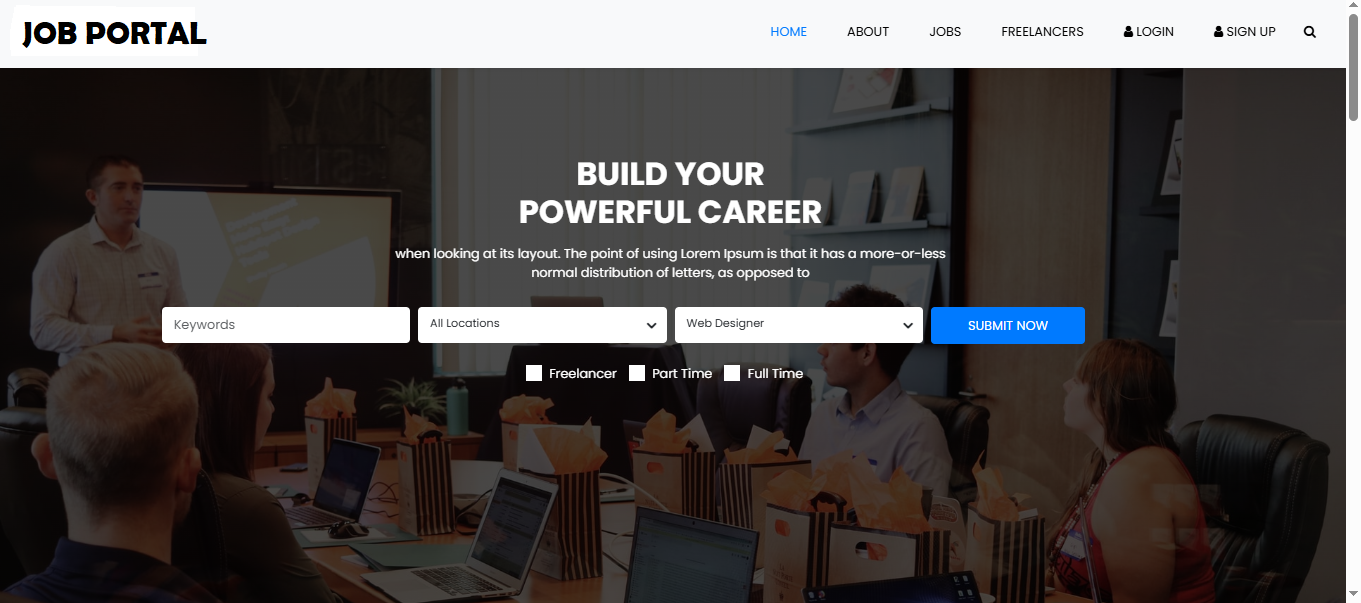 JOB PORTAL
HOME ABOUT JOBS FREELANCERS LOGIN SIGN UP
BUILD YOUR
POWERFUL CAREER
when looking at its layout. The point of using Lorem Ipsum is that it has a more-or-less
normal distribution of letters, as opposed to
Keywords All Locations Web Designer SUBMIT NOW
Freelancer Part Time Full Time